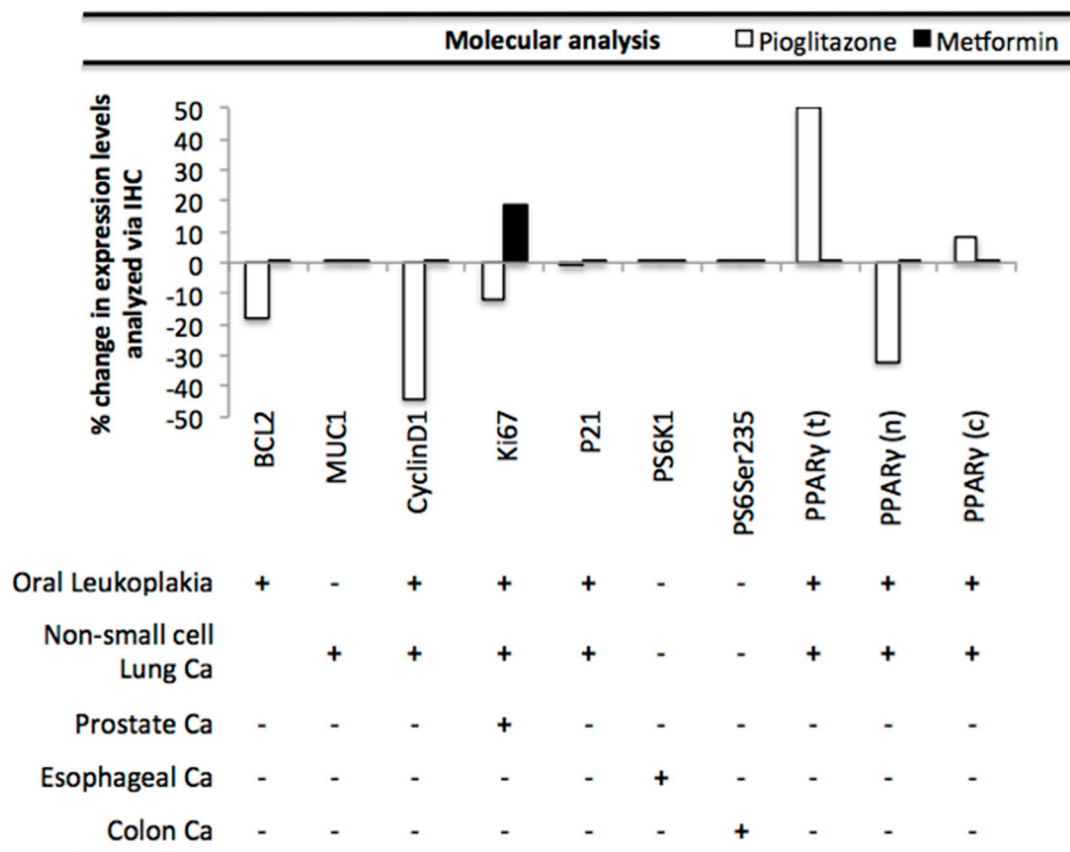 Molecular analysis □ Pioglitazone ■ Metformin
% change in expression levels
analyzed via IHC
50
40
30
20
10
0
-10
-20
-30
-40
-50
BCL2 MUC1 CyclinD1 Ki67 P21 PS6K1 PS6Ser235 PPARγ (t) PPARγ (n) PPARγ (c)
Oral Leukoplakia + - + + + - - + + +
Non-small cell
Lung Ca + + + + - - + + +
Prostate Ca - - - + - - - - - -
Esophageal Ca - - - - - + - - - -
Colon Ca - - - - - - + - - -